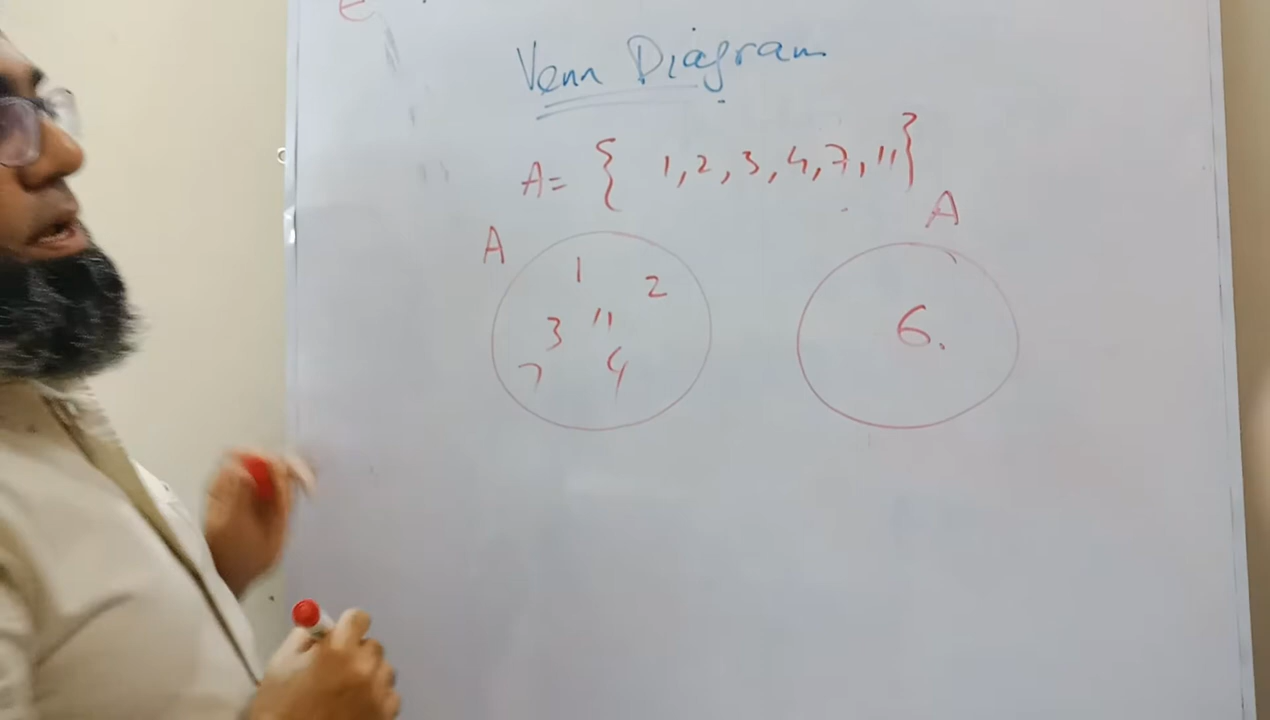 Venn Diagram
A= { 1,2,3,4,7,11}
A
1
2
3 11
7 4
A
6.